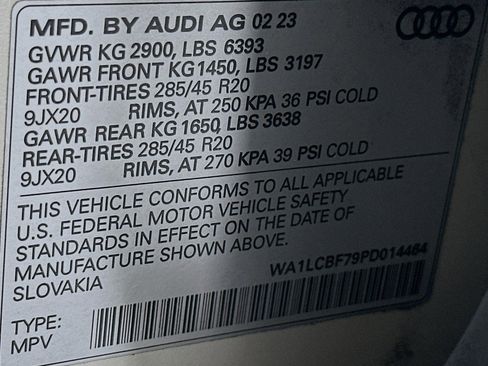 MFD. BY AUDI AG 02 23
GVWR KG 2900, LBS 6393
GAWR FRONT KG 1450, LBS 3197
FRONT-TIRES 285/45 R20
9JX20 RIMS, AT 250 KPA 36 PSI COLD
GAWR REAR KG 1650, LBS 3638
REAR-TIRES 285/45 R20
9JX20 RIMS, AT 270 KPA 39 PSI COLD
THIS VEHICLE CONFORMS TO ALL APPLICABLE
U.S. FEDERAL MOTOR VEHICLE SAFETY
STANDARDS IN EFFECT ON THE DATE OF
MANUFACTURE SHOWN ABOVE.
SLOVAKIA
WA1LCBF79PD014464
TYPE:
MPV